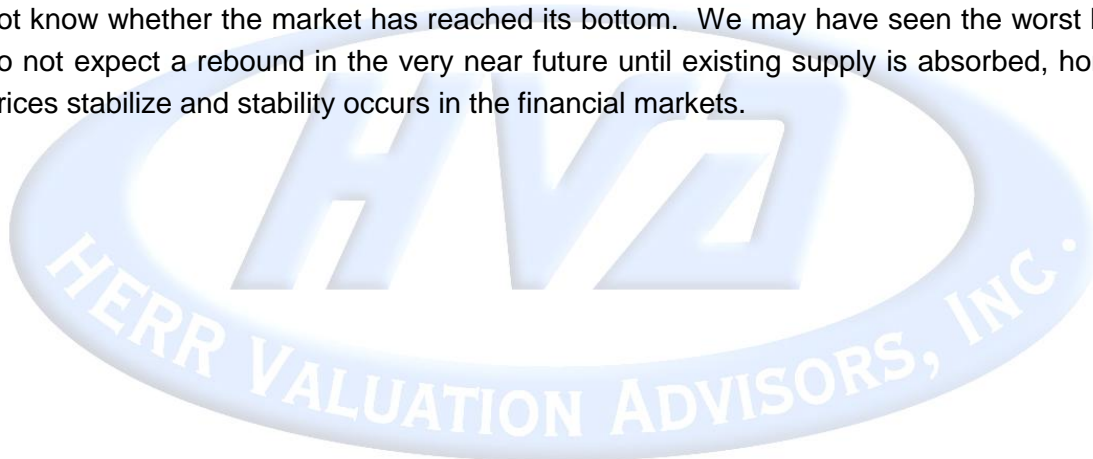 ot know whether the market has reached its bottom.  We may have seen the worst
o not expect a rebound in the very near future until existing supply is absorbed, ho
rices stabilize and stability occurs in the financial markets.
HVA
HERR VALUATION ADVISORS, INC.